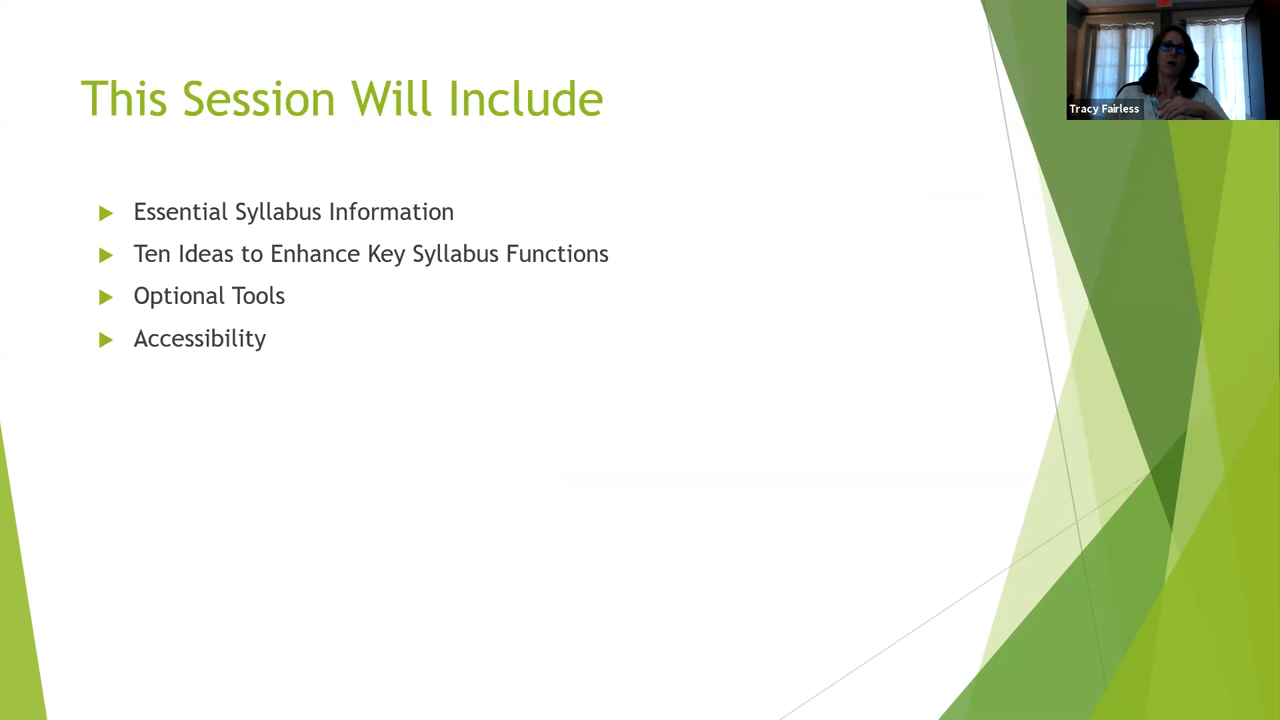 This Session Will Include
Essential Syllabus Information
Ten Ideas to Enhance Key Syllabus Functions
Optional Tools
Accessibility
Tracy Fairless